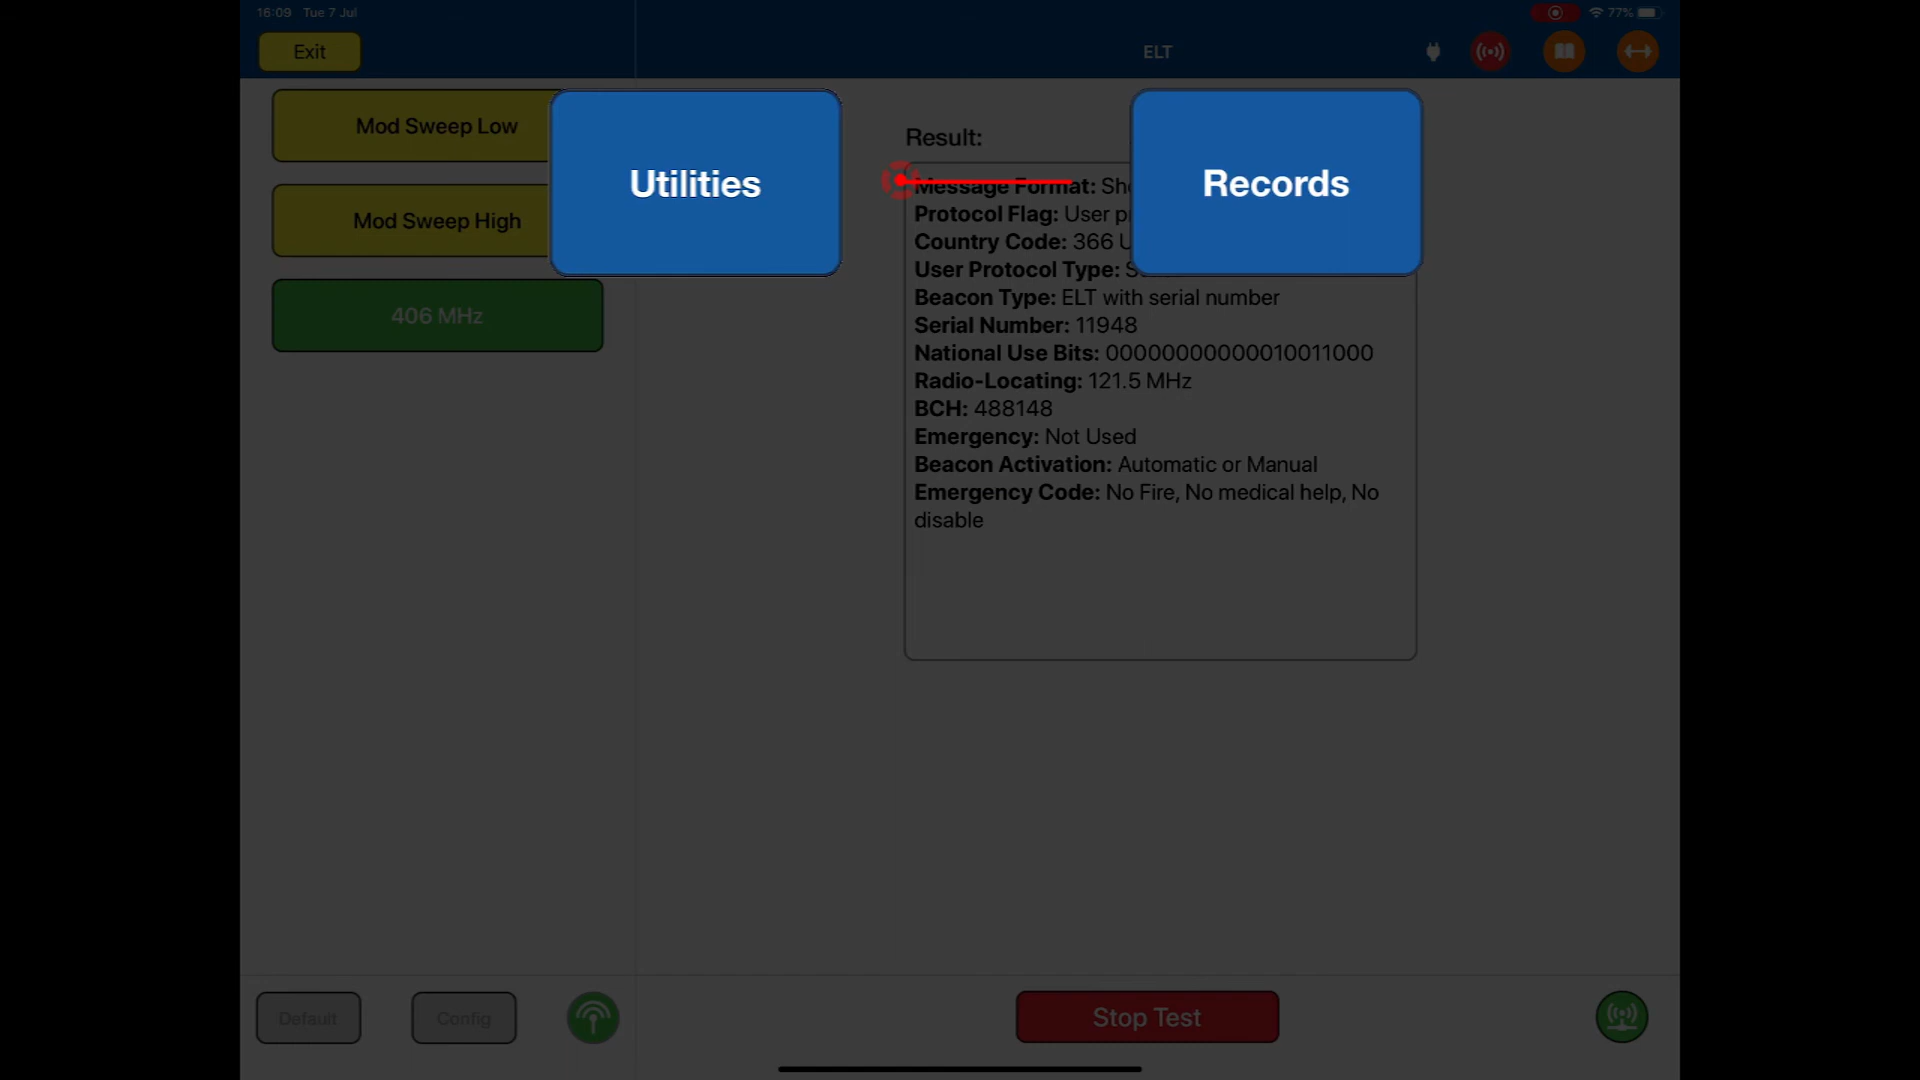 16:09 Tue 7 Jul
77%
Exit
ELT
Mod Sweep Low
Mod Sweep High
406 MHz
Utilities
Records
Result:
Message Format:
Protocol Flag: User
Country Code: 366
User Protocol Type:
Beacon Type: ELT with serial number
Serial Number: 11948
National Use Bits: 00000000000010011000
Radio-Locating: 121.5 MHz
BCH: 488148
Emergency: Not Used
Beacon Activation: Automatic or Manual
Emergency Code: No Fire, No medical help, No
disable
Default
Config
Stop Test